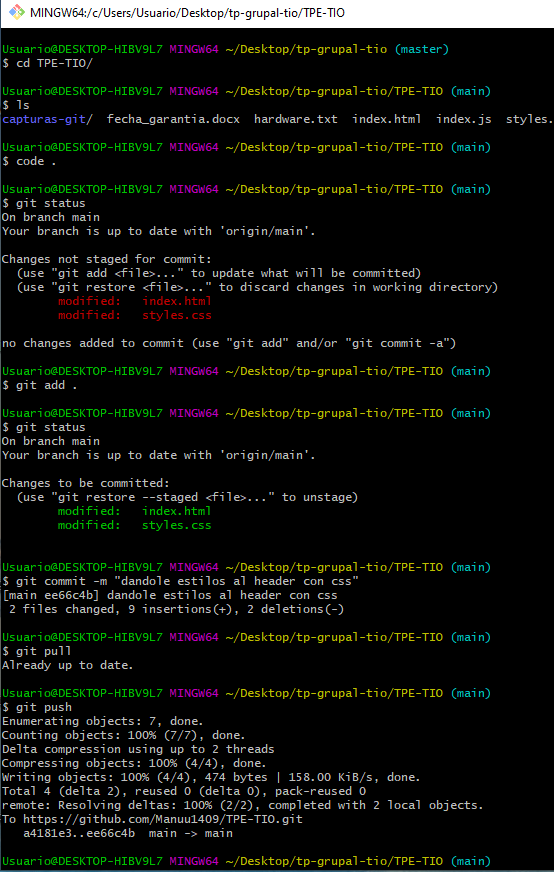 MINGW64:/c/Users/Usuario/Desktop/tp-grupal-tio/TPE-TIO
Usuario@DESKTOP-HIBV9L7 MINGW64 ~/Desktop/tp-grupal-tio (master)
$ cd TPE-TIO/
Usuario@DESKTOP-HIBV9L7 MINGW64 ~/Desktop/tp-grupal-tio/TPE-TIO (main)
$ ls
capturas-git/  fecha_garantia.docx  hardware.txt  index.html  index.js  styles.
Usuario@DESKTOP-HIBV9L7 MINGW64 ~/Desktop/tp-grupal-tio/TPE-TIO (main)
$ code .
Usuario@DESKTOP-HIBV9L7 MINGW64 ~/Desktop/tp-grupal-tio/TPE-TIO (main)
$ git status
On branch main
Your branch is up to date with 'origin/main'.
Changes not staged for commit:
  (use "git add <file>..." to update what will be committed)
  (use "git restore <file>..." to discard changes in working directory)
        modified:   index.html
        modified:   styles.css
no changes added to commit (use "git add" and/or "git commit -a")
Usuario@DESKTOP-HIBV9L7 MINGW64 ~/Desktop/tp-grupal-tio/TPE-TIO (main)
$ git add .
Usuario@DESKTOP-HIBV9L7 MINGW64 ~/Desktop/tp-grupal-tio/TPE-TIO (main)
$ git status
On branch main
Your branch is up to date with 'origin/main'.
Changes to be committed:
  (use "git restore --staged <file>..." to unstage)
        modified:   index.html
        modified:   styles.css
Usuario@DESKTOP-HIBV9L7 MINGW64 ~/Desktop/tp-grupal-tio/TPE-TIO (main)
$ git commit -m "dandole estilos al header con css"
[main ee66c4b] dandole estilos al header con css
 2 files changed, 9 insertions(+), 2 deletions(-)
Usuario@DESKTOP-HIBV9L7 MINGW64 ~/Desktop/tp-grupal-tio/TPE-TIO (main)
$ git pull
Already up to date.
Usuario@DESKTOP-HIBV9L7 MINGW64 ~/Desktop/tp-grupal-tio/TPE-TIO (main)
$ git push
Enumerating objects: 7, done.
Counting objects: 100% (7/7), done.
Delta compression using up to 2 threads
Compressing objects: 100% (4/4), done.
Writing objects: 100% (4/4), 474 bytes | 158.00 KiB/s, done.
Total 4 (delta 2), reused 0 (delta 0), pack-reused 0
remote: Resolving deltas: 100% (2/2), completed with 2 local objects.
To https://github.com/Manuu1409/TPE-TIO.git
   a4181e3..ee66c4b  main -> main
Usuario@DESKTOP-HIBV9L7 MINGW64 ~/Desktop/tp-grupal-tio/TPE-TIO (main)